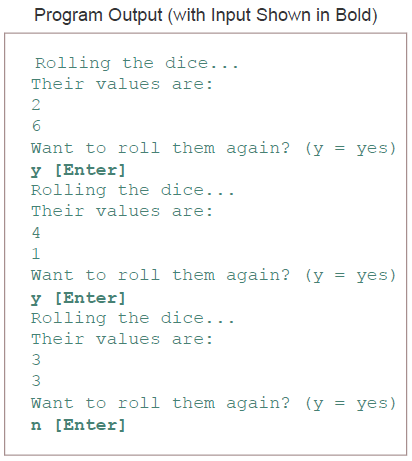 Program Output (with Input Shown in Bold)
Rolling the dice...
Their values are:
2
6
Want to roll them again? (y = yes)
y [Enter]
Rolling the dice...
Their values are:
4
1
Want to roll them again? (y = yes)
y [Enter]
Rolling the dice...
Their values are:
3
3
Want to roll them again? (y = yes)
n [Enter]